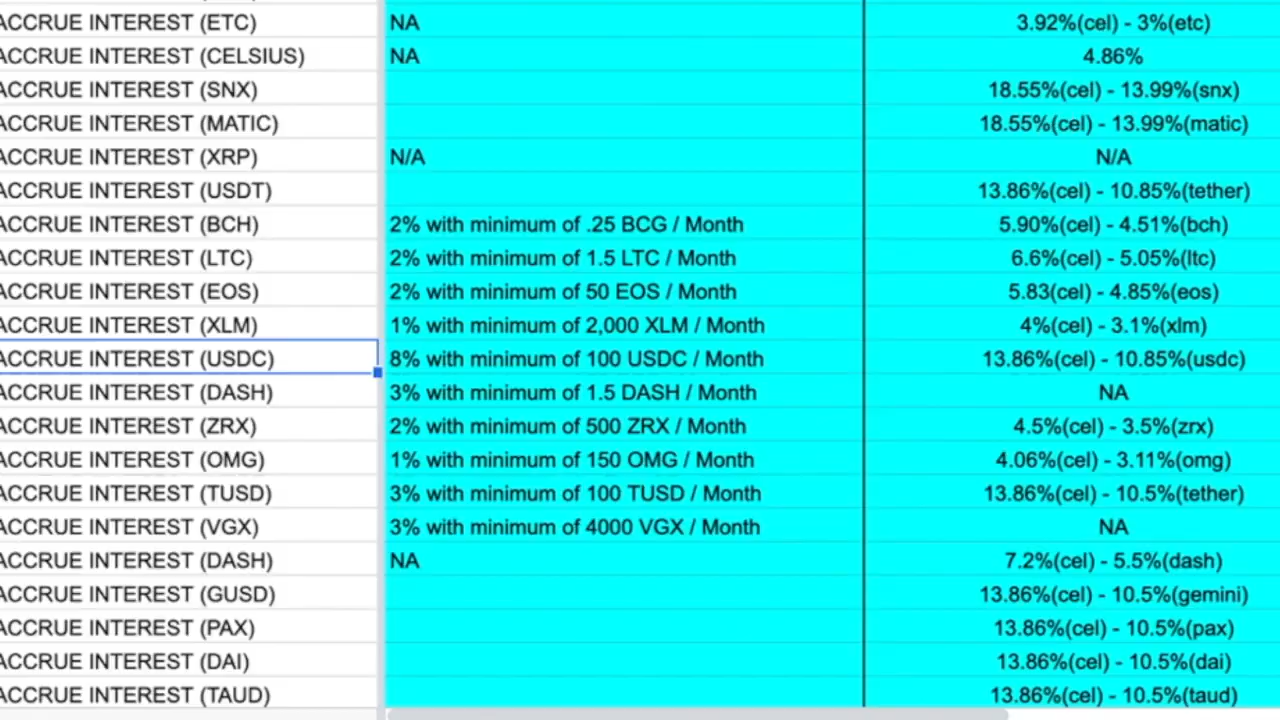 ACCRUE INTEREST (ETC) NA 3.92%(cel) - 3%(etc)
ACCRUE INTEREST (CELSIUS) NA 4.86%
ACCRUE INTEREST (SNX) 18.55%(cel) - 13.99%(snx)
ACCRUE INTEREST (MATIC) 18.55%(cel) - 13.99%(matic)
ACCRUE INTEREST (XRP) N/A N/A
ACCRUE INTEREST (USDT) 13.86%(cel) - 10.85%(tether)
ACCRUE INTEREST (BCH) 2% with minimum of .25 BCG / Month 5.90%(cel) - 4.51%(bch)
ACCRUE INTEREST (LTC) 2% with minimum of 1.5 LTC / Month 6.6%(cel) - 5.05%(ltc)
ACCRUE INTEREST (EOS) 2% with minimum of 50 EOS / Month 5.83(cel) - 4.85%(eos)
ACCRUE INTEREST (XLM) 1% with minimum of 2,000 XLM / Month 4%(cel) - 3.1%(xlm)
ACCRUE INTEREST (USDC) 8% with minimum of 100 USDC / Month 13.86%(cel) - 10.85%(usdc)
ACCRUE INTEREST (DASH) 3% with minimum of 1.5 DASH / Month NA
ACCRUE INTEREST (ZRX) 2% with minimum of 500 ZRX / Month 4.5%(cel) - 3.5%(zrx)
ACCRUE INTEREST (OMG) 1% with minimum of 150 OMG / Month 4.06%(cel) - 3.11%(omg)
ACCRUE INTEREST (TUSD) 3% with minimum of 100 TUSD / Month 13.86%(cel) - 10.5%(tether)
ACCRUE INTEREST (VGX) 3% with minimum of 4000 VGX / Month NA
ACCRUE INTEREST (DASH) NA 7.2%(cel) - 5.5%(dash)
ACCRUE INTEREST (GUSD) 13.86%(cel) - 10.5%(gemini)
ACCRUE INTEREST (PAX) 13.86%(cel) - 10.5%(pax)
ACCRUE INTEREST (DAI) 13.86%(cel) - 10.5%(dai)
ACCRUE INTEREST (TAUD) 13.86%(cel) - 10.5%(taud)